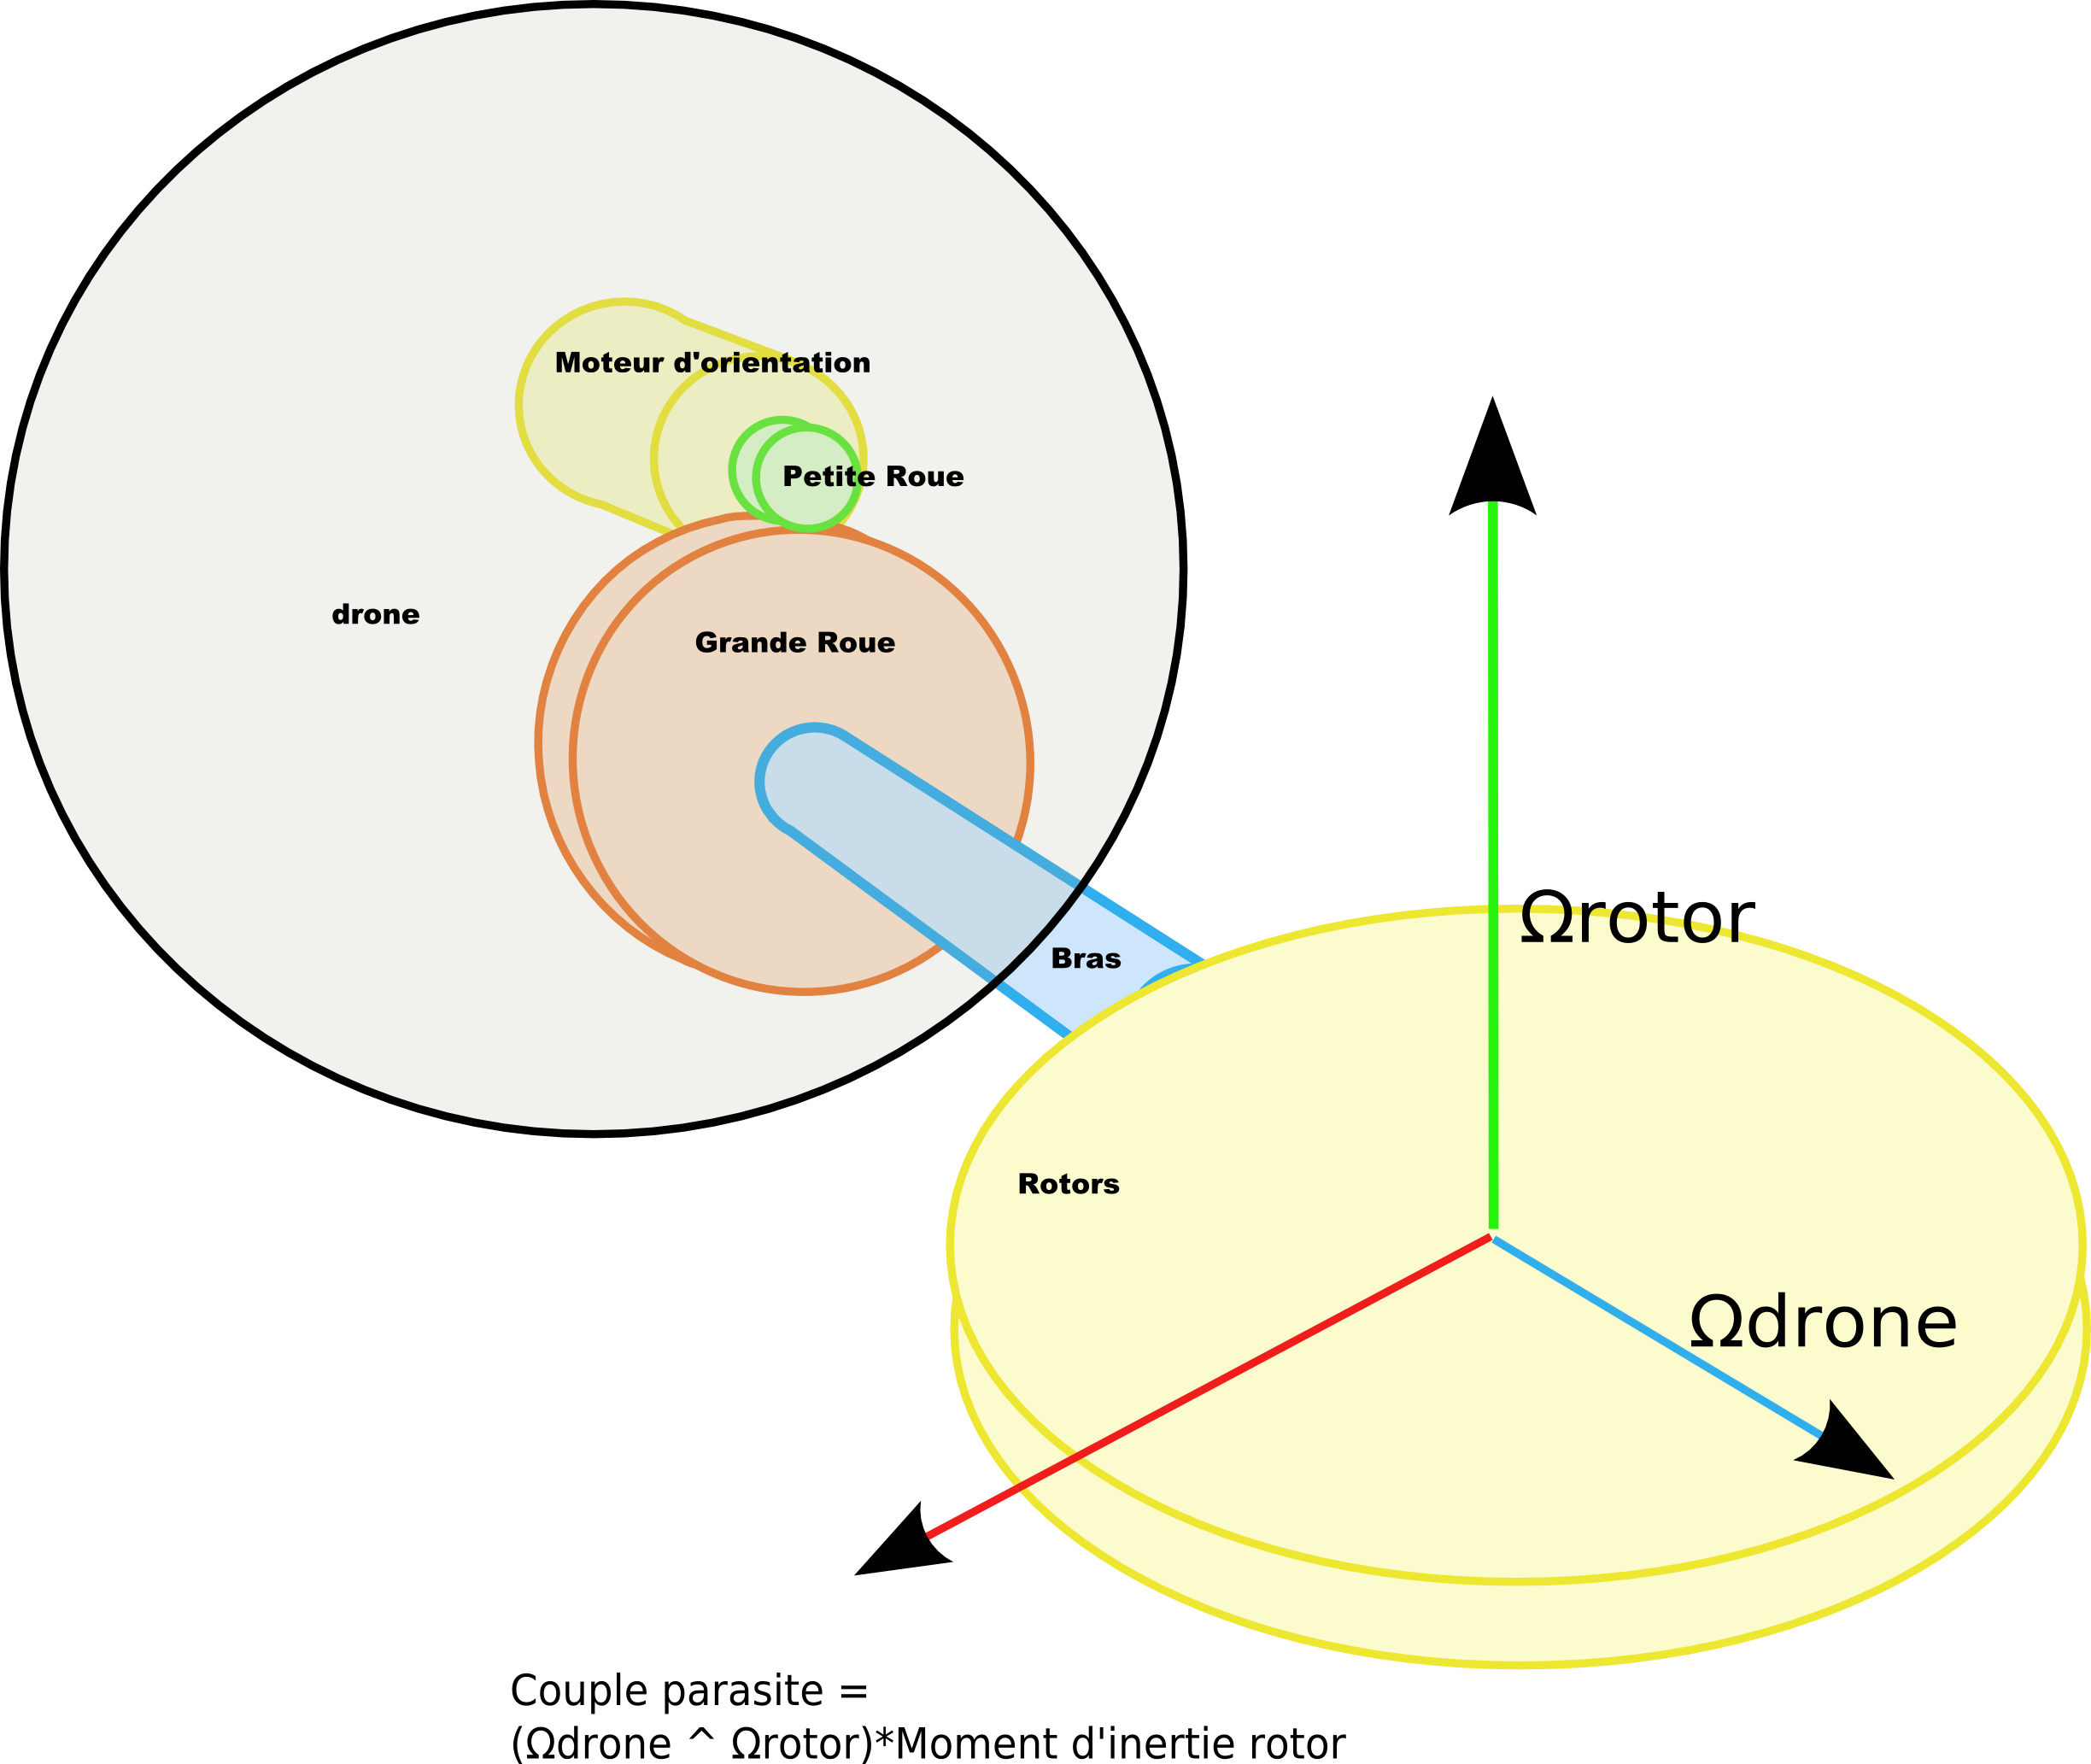 Moteur d'orientation
Petite Roue
drone
Grande Roue
Ωrotor
Bras
Rotors
Ωdrone
Couple parasite =
(Ωdrone ^ Ωrotor)*Moment d'inertie rotor